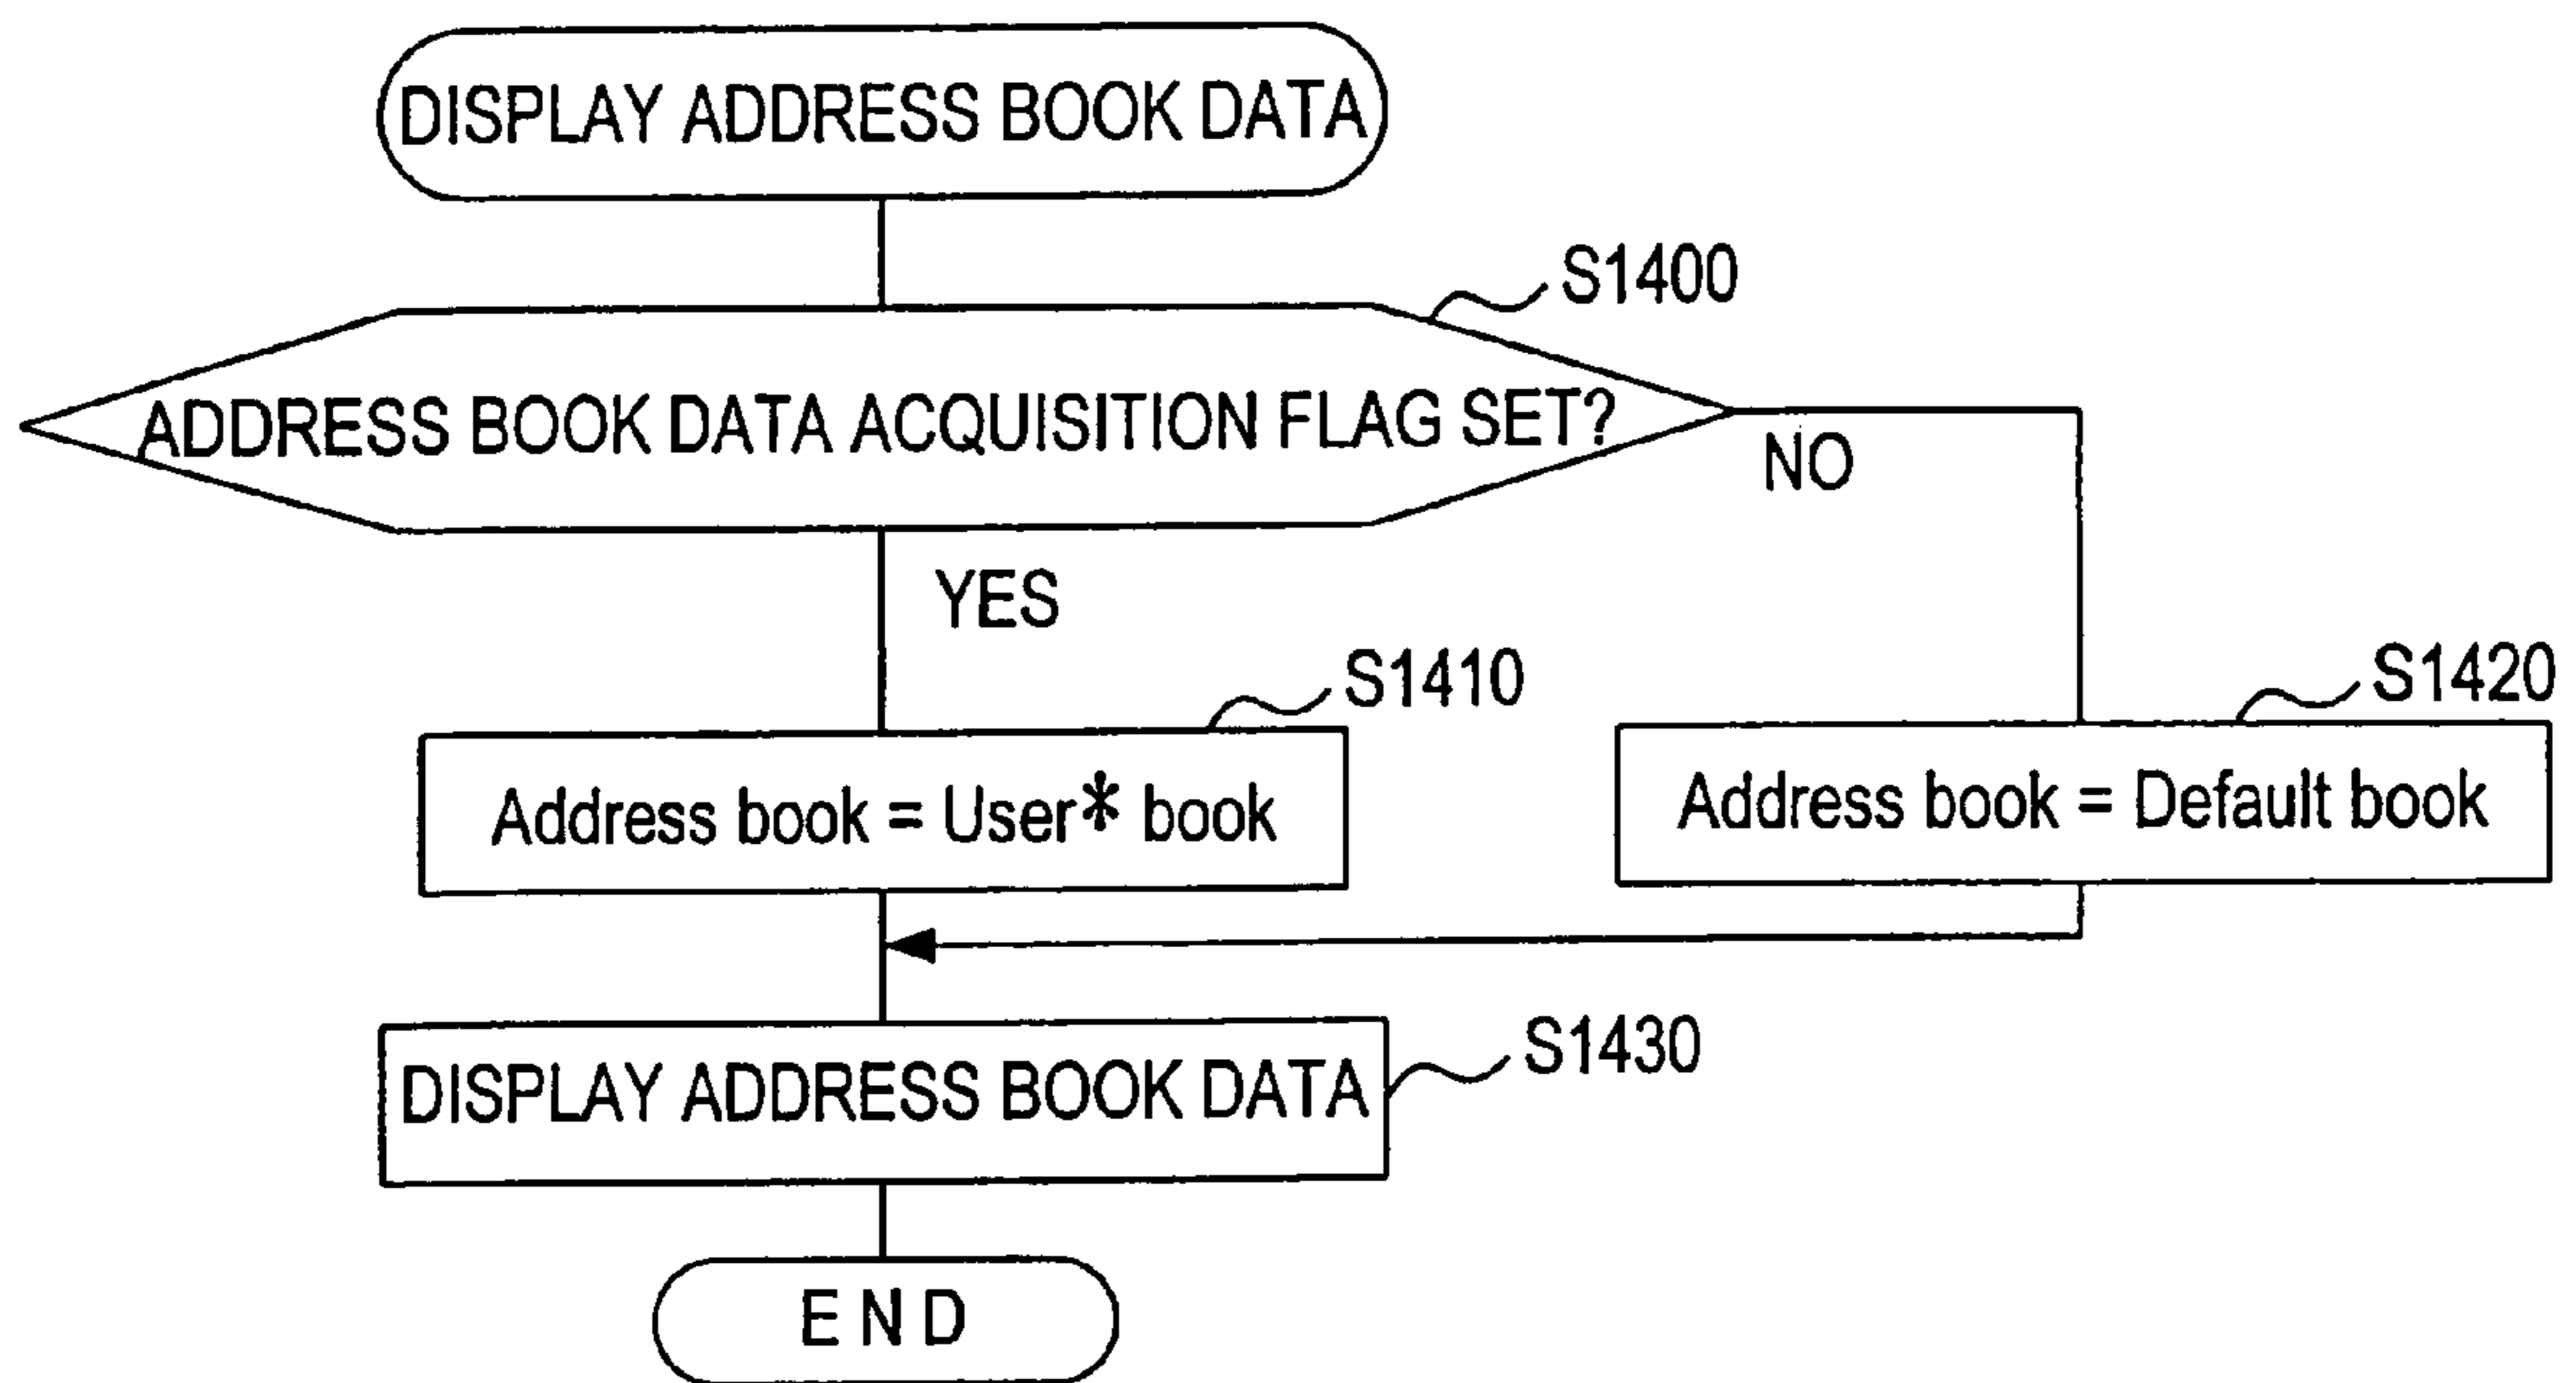 DISPLAY ADDRESS BOOK DATA
S1400
ADDRESS BOOK DATA ACQUISITION FLAG SET?
NO
YES
S1410
S1420
Address book = User* book
Address book = Default book
S1430
DISPLAY ADDRESS BOOK DATA
END